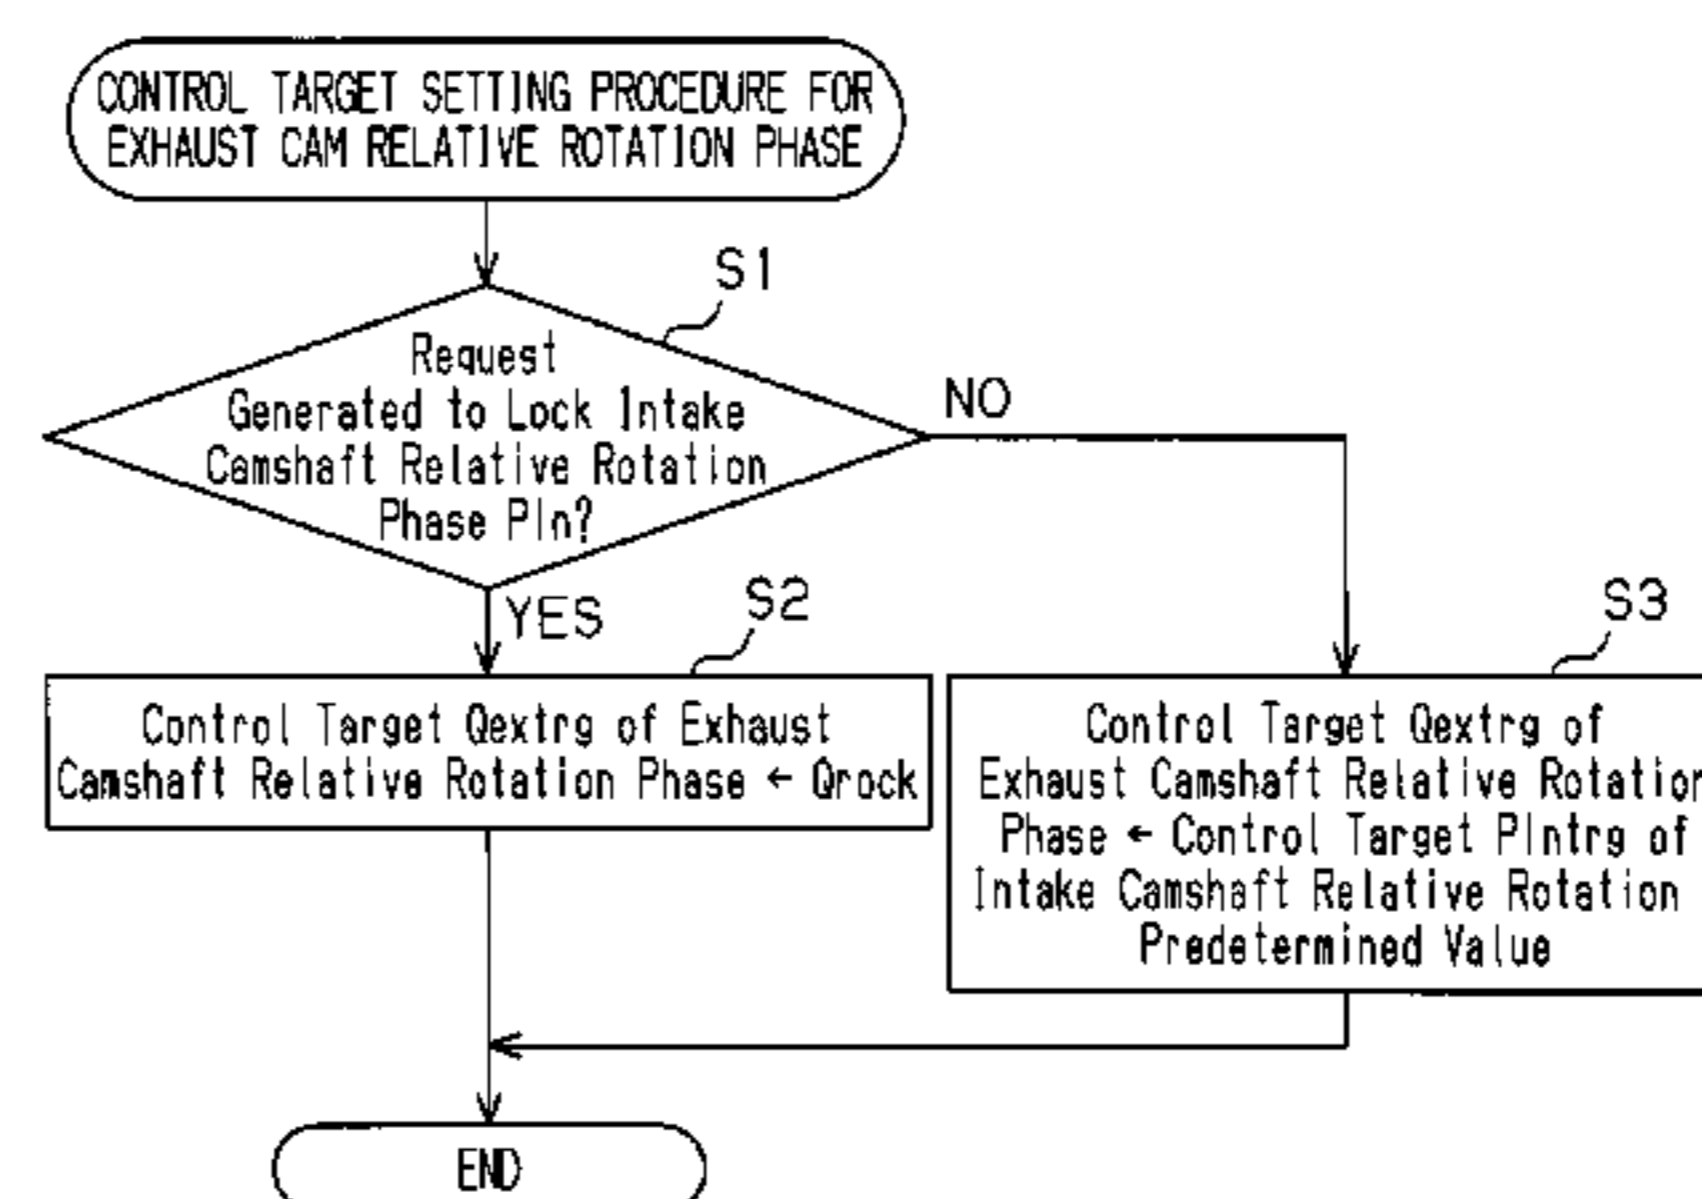 CONTROL TARGET SETTING PROCEDURE FOR
EXHAUST CAM RELATIVE ROTATION PHASE
S1
Request
Generated to Lock Intake
Camshaft Relative Rotation
Phase PIn?
NO
YES
S2
Control Target Qextrg of Exhaust
Camshaft Relative Rotation Phase ← Qrock
S3
Control Target Qextrg of
Exhaust Camshaft Relative Rotation
Phase ← Control Target PIntrg of
Intake Camshaft Relative Rotation
Predetermined Value
END